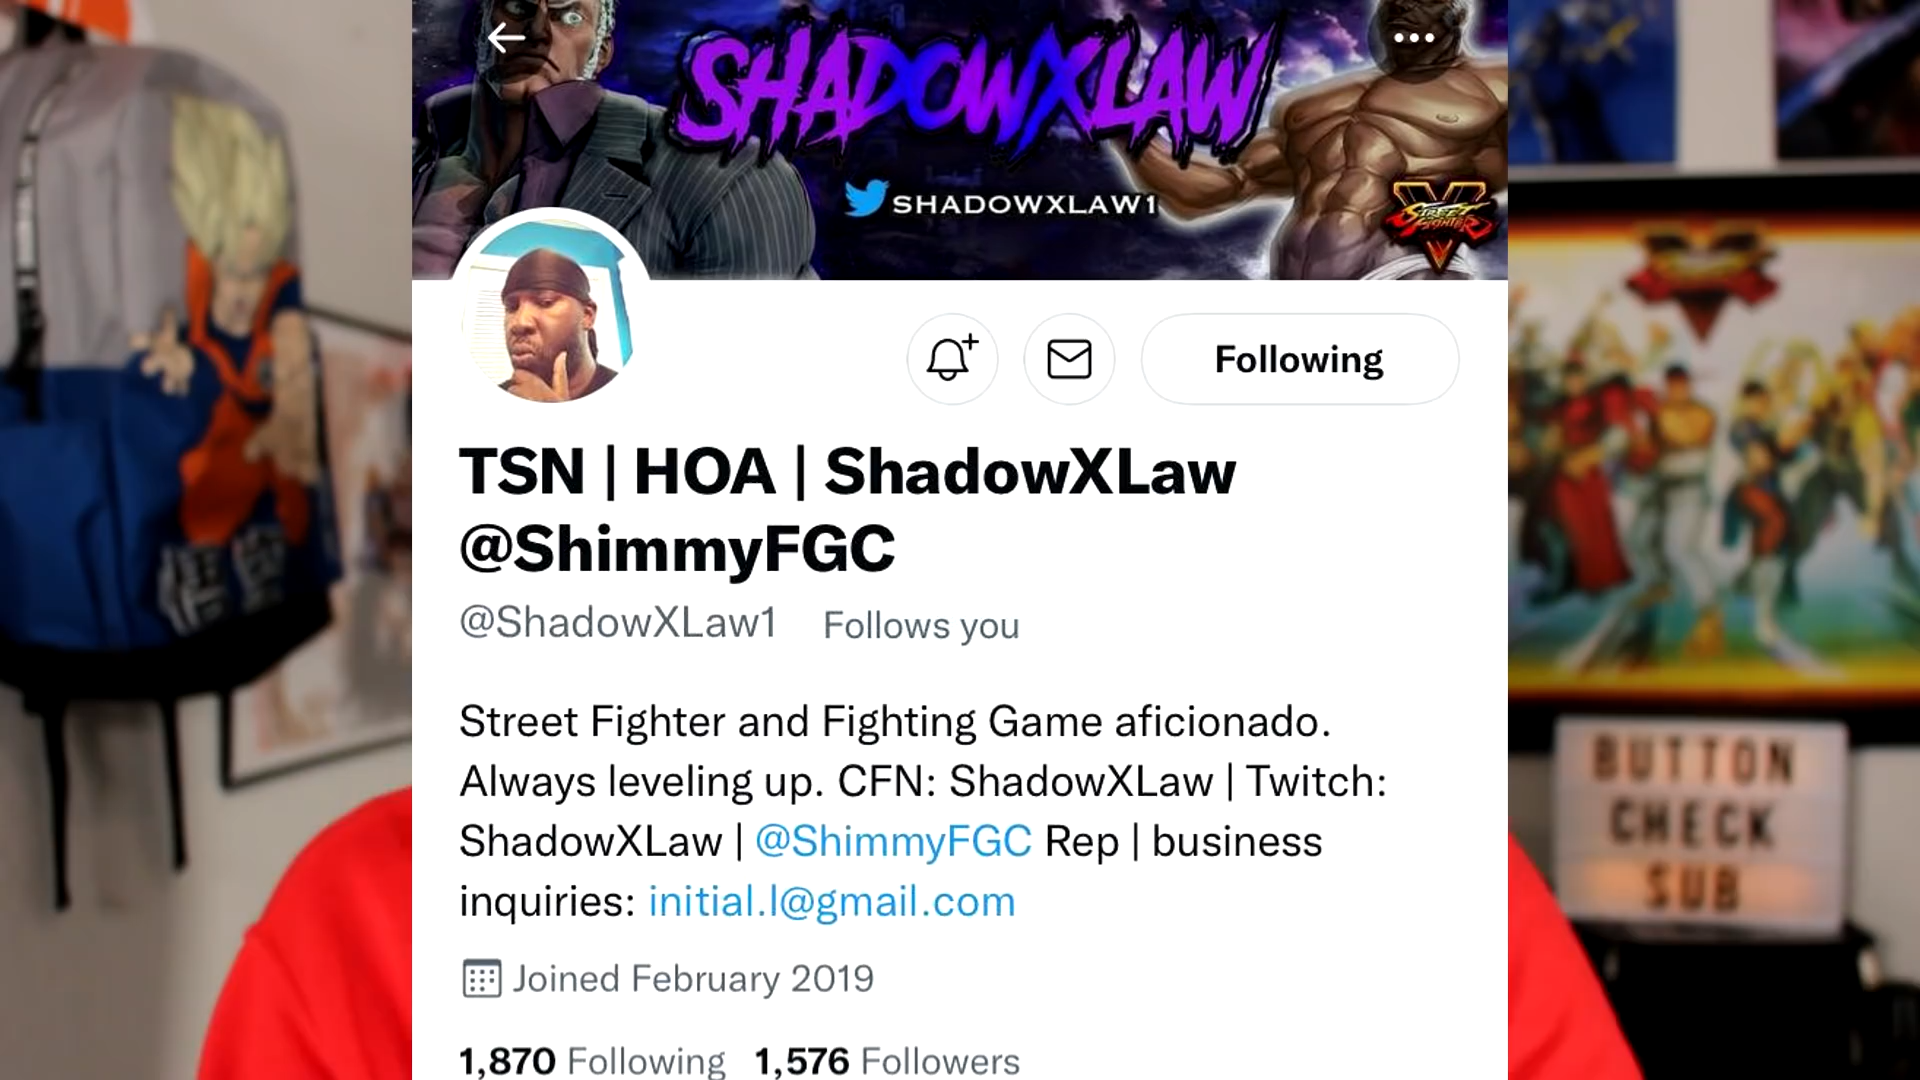 SHADOWXLAW
SHADOWXLAW1
STREET
FIGHTER
V
Following
TSN | HOA | ShadowXLaw
@ShimmyFGC
@ShadowXLaw1 Follows you
Street Fighter and Fighting Game aficionado.
Always leveling up. CFN: ShadowXLaw | Twitch:
ShadowXLaw | @ShimmyFGC Rep | business
inquiries: initial.l@gmail.com
Joined February 2019
1,870 Following 1,576 Followers
BUTTON
CHECK
SUB